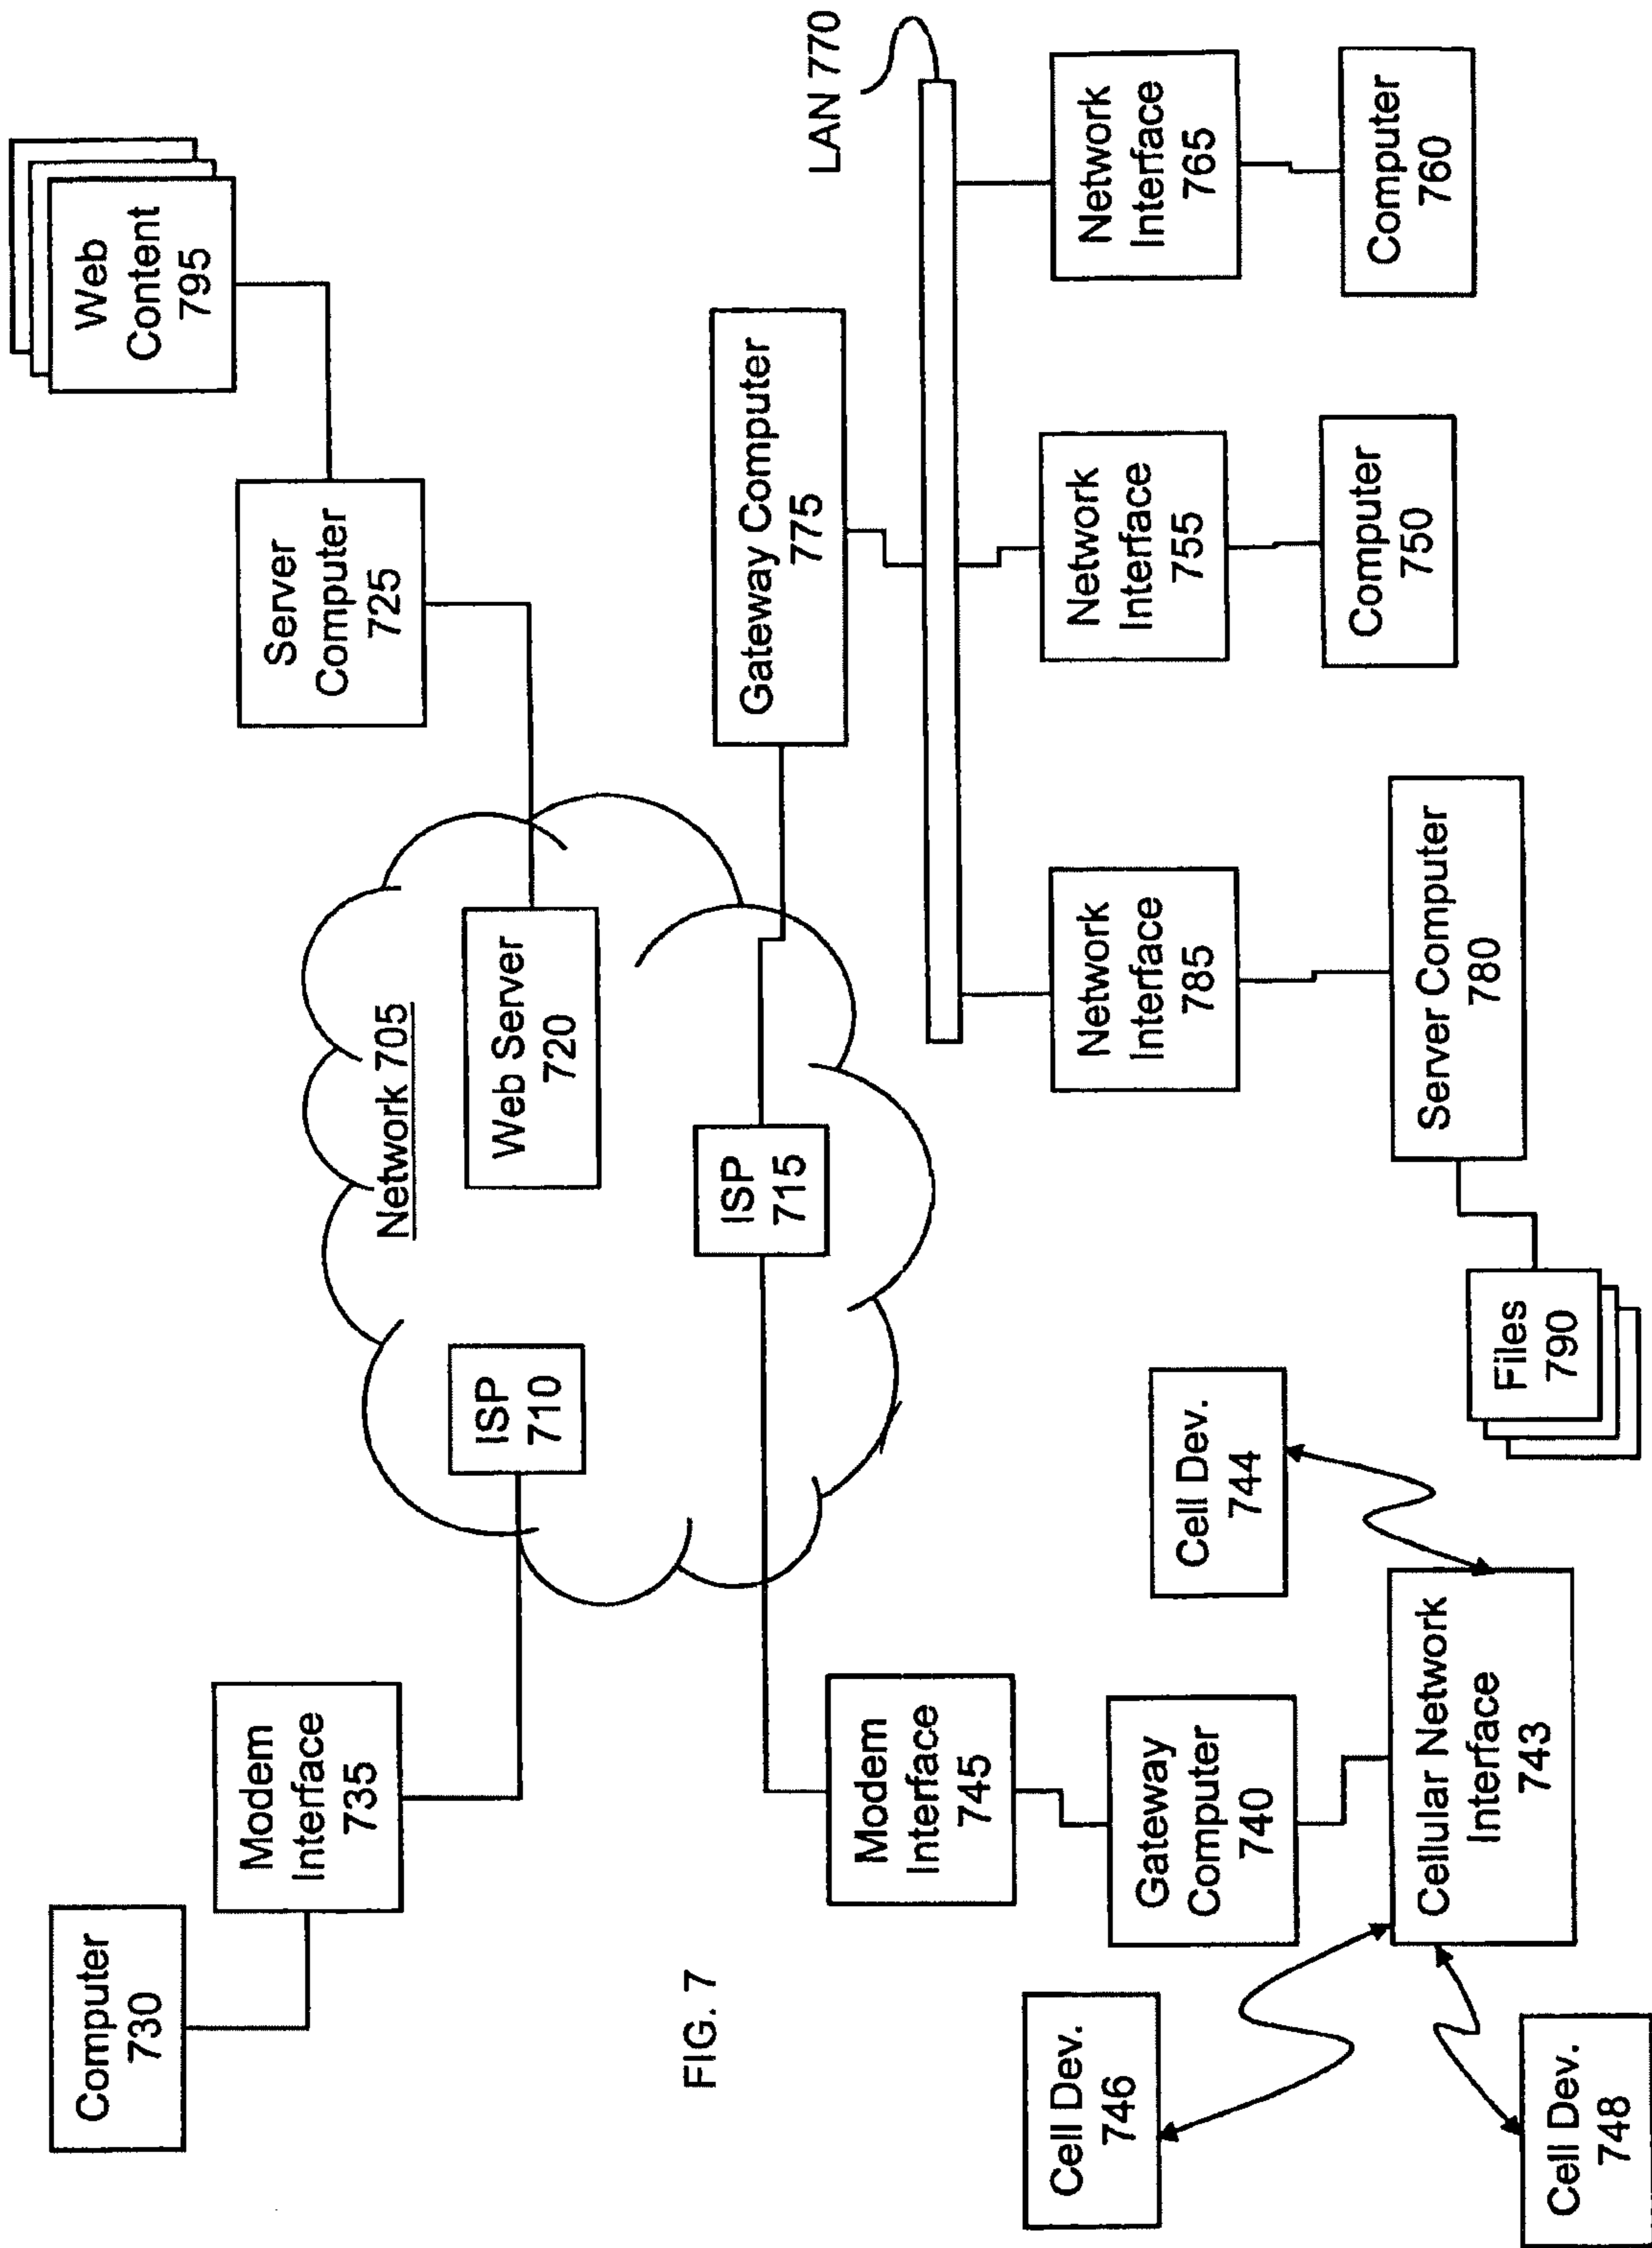 Computer
730
Modem
Interface
735
Network 705
ISP
710
Web Server
720
ISP
715
Server
Computer
725
Web
Content
795
Gateway Computer
775
LAN 770
FIG. 7
Modem
Interface
745
Gateway
Computer
740
Cell Dev.
746
Cell Dev.
748
Cellular Network
Interface
743
Cell Dev.
744
Network
Interface
785
Server Computer
780
Files
790
Network
Interface
755
Computer
750
Network
Interface
765
Computer
760